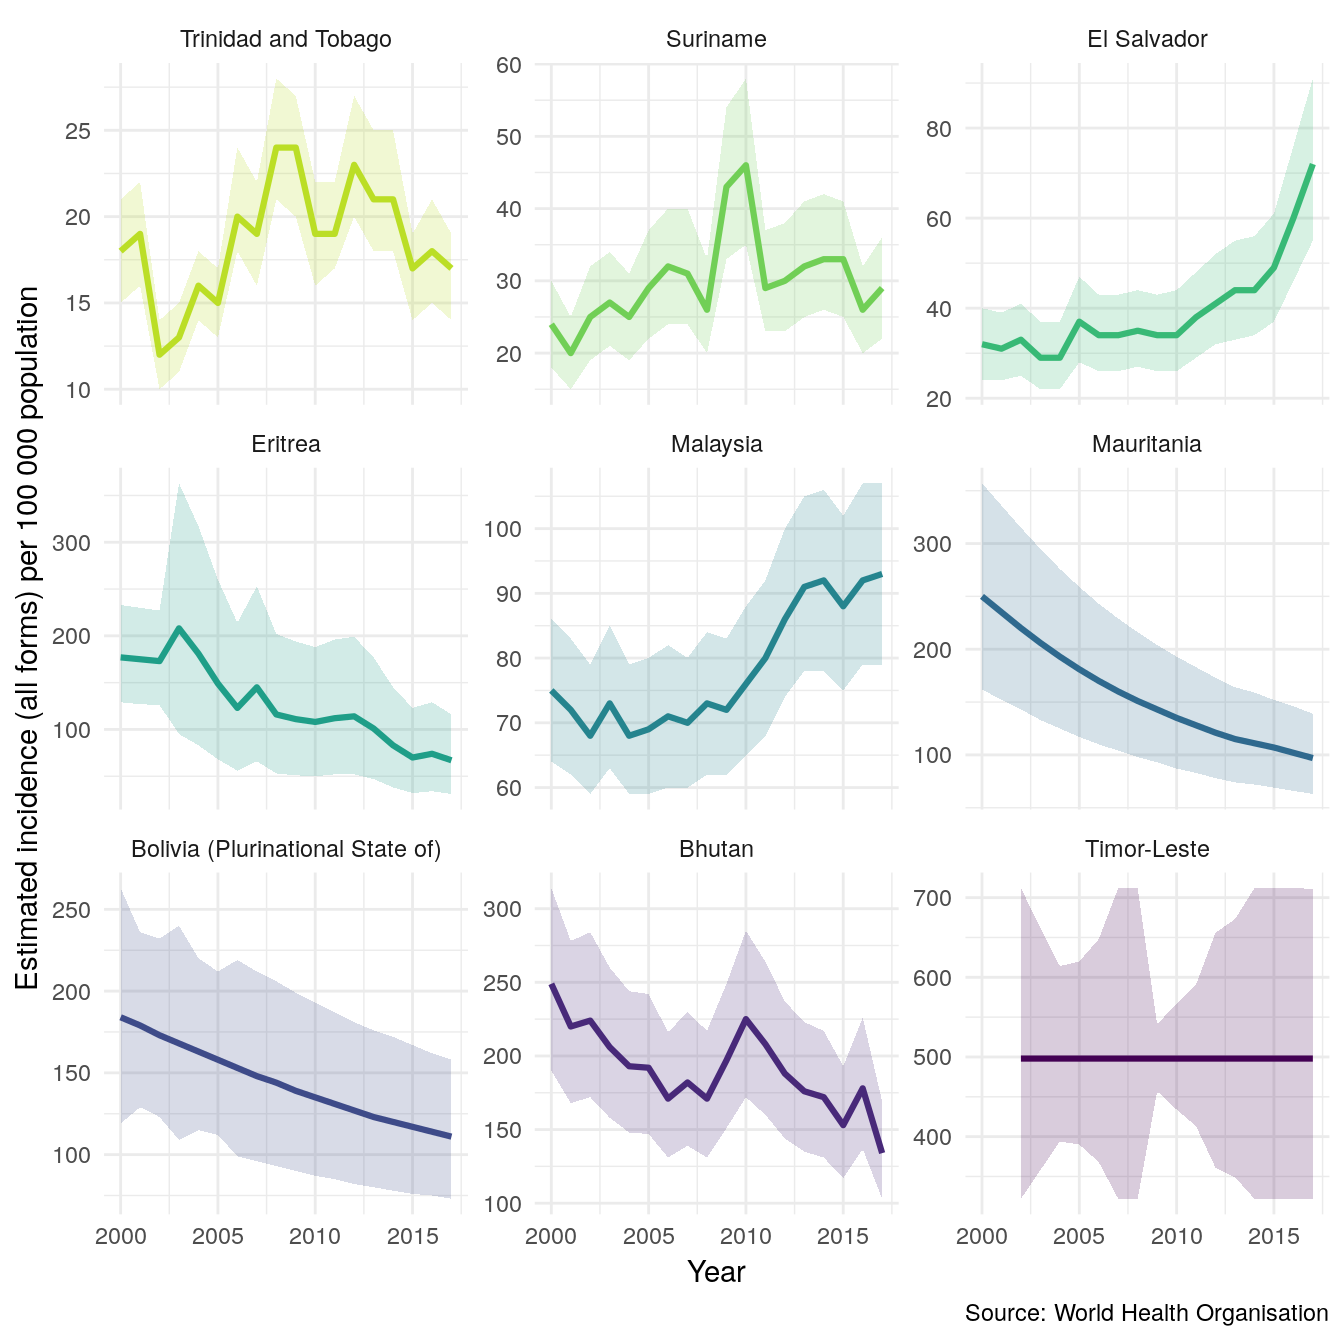 Trinidad and Tobago
Suriname
El Salvador
10
15
20
25
20
30
40
50
60
20
40
60
80
Eritrea
Malaysia
Mauritania
100
200
300
60
70
80
90
100
100
200
300
Bolivia (Plurinational State of)
Bhutan
Timor-Leste
100
150
200
250
100
150
200
250
300
400
500
600
700
2000 2005 2010 2015
2000 2005 2010 2015
2000 2005 2010 2015
Estimated incidence (all forms) per 100 000 population
Year
Source: World Health Organisation